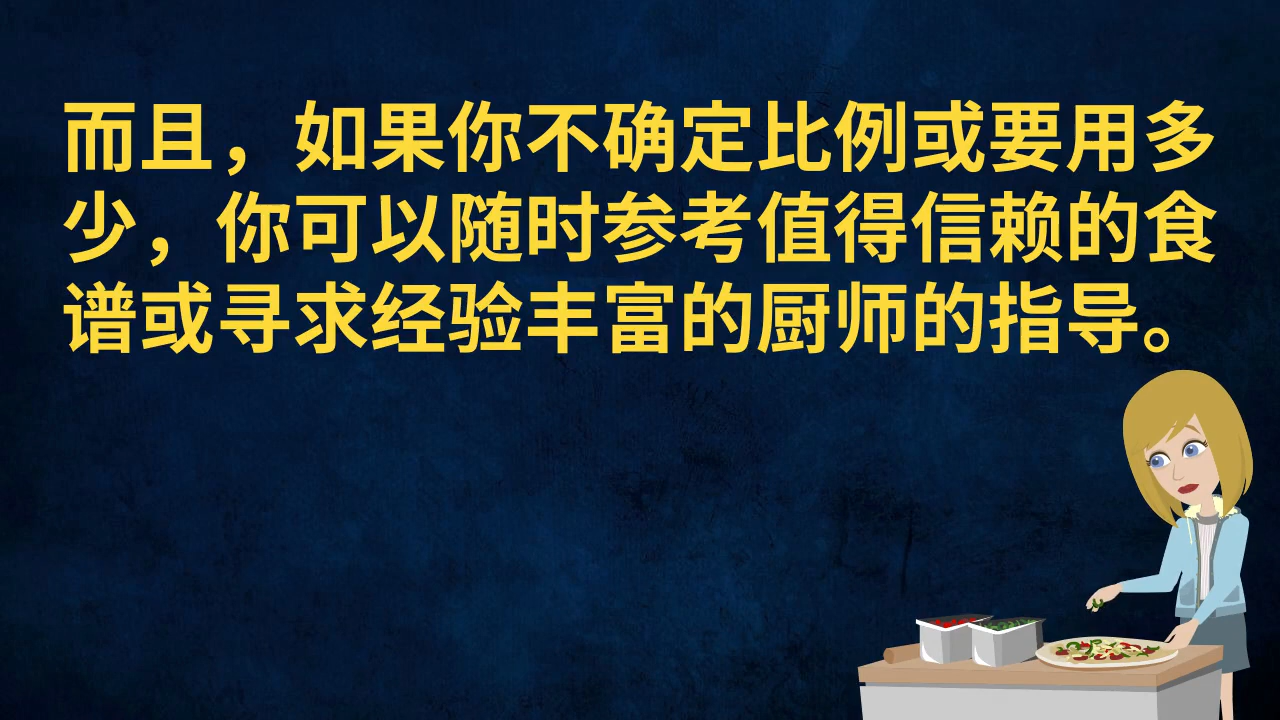 而且，如果你不确定比例或要用多
少，你可以随时参考值得信赖的食
谱或寻求经验丰富的厨师的指导。